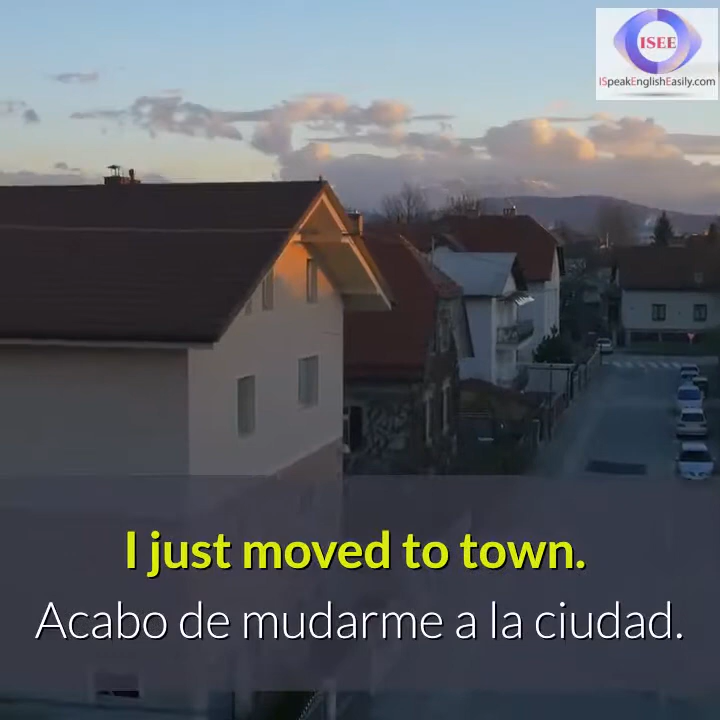 ISEE
ISpeakEnglishEasily.com
I just moved to town.
Acabo de mudarme a la ciudad.